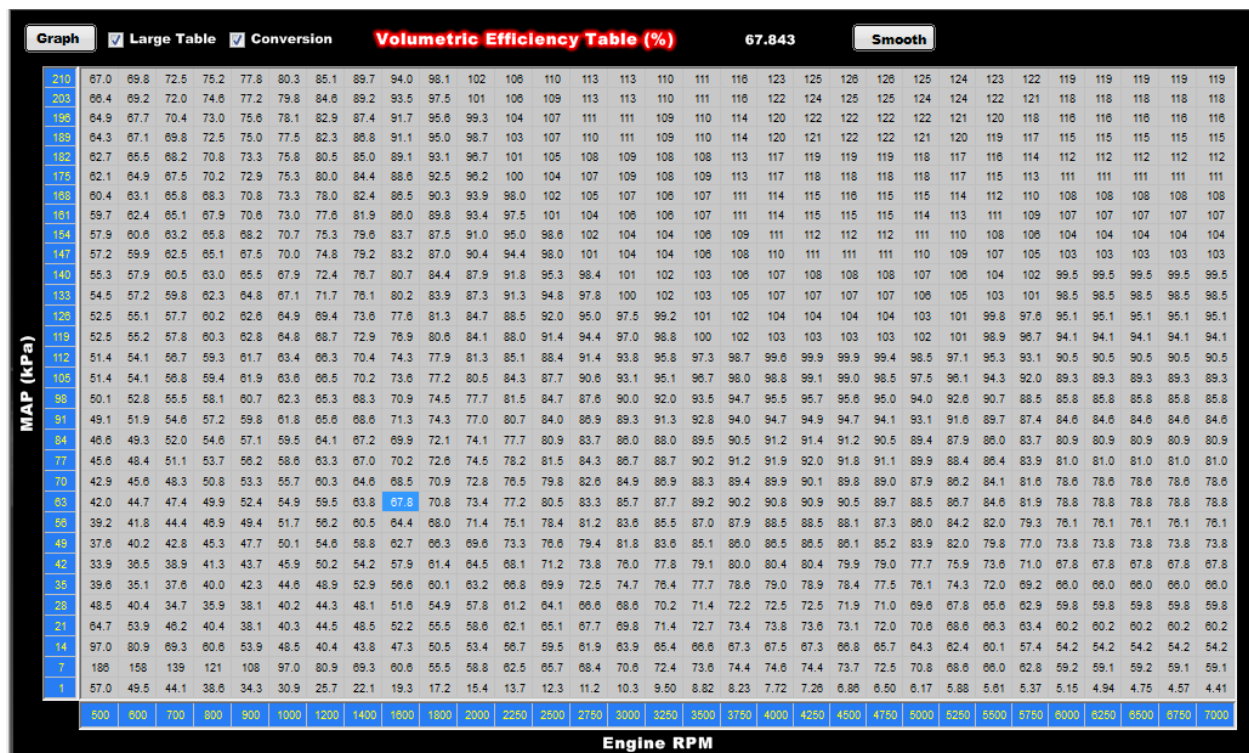 Graph Large Table Conversion Volumetric Efficiency Table (%) 67.843 Smooth
210 67.0 69.8 72.5 75.2 77.8 80.3 85.1 89.7 94.0 98.1 102 106 110 113 113 110 111 116 123 125 126 126 125 124 123 122 119 119 119 119 119
203 66.4 69.2 72.0 74.6 77.2 79.8 84.6 89.2 93.5 97.5 101 106 109 113 113 110 111 116 122 124 125 125 124 124 122 121 118 118 118 118 118
196 64.9 67.7 70.4 73.0 75.6 78.1 82.9 87.4 91.7 95.6 99.3 104 107 111 111 109 110 114 120 122 122 122 122 121 120 118 116 116 116 116 116
189 64.3 67.1 69.8 72.5 75.0 77.5 82.3 86.8 91.1 95.0 98.7 103 107 110 111 109 110 114 120 121 122 122 121 120 119 117 115 115 115 115 115
182 62.7 65.5 68.2 70.8 73.3 75.8 80.5 85.0 89.1 93.1 96.7 101 105 108 109 108 108 113 117 119 119 119 118 117 116 114 112 112 112 112 112
175 62.1 64.9 67.5 70.2 72.9 75.3 80.0 84.4 88.6 92.5 96.2 100 104 107 109 108 109 113 117 118 118 118 118 117 115 113 111 111 111 111 111
168 60.4 63.1 65.8 68.3 70.8 73.3 78.0 82.4 86.5 90.3 93.9 98.0 102 105 107 106 107 111 114 115 116 115 115 114 112 110 108 108 108 108 108
161 59.7 62.4 65.1 67.9 70.6 73.0 77.6 81.9 86.0 89.8 93.4 97.5 101 104 106 106 107 111 114 115 115 115 114 113 111 109 107 107 107 107 107
154 57.9 60.6 63.2 65.8 68.2 70.7 75.3 79.6 83.7 87.5 91.0 95.0 98.6 102 104 104 106 109 111 112 112 112 111 110 108 106 104 104 104 104 104
147 57.2 59.9 62.5 65.1 67.5 70.0 74.8 79.2 83.2 87.0 90.4 94.4 98.0 101 104 104 106 108 110 111 111 111 110 109 107 105 103 103 103 103 103
140 55.3 57.9 60.5 63.0 65.5 67.9 72.4 76.7 80.7 84.4 87.9 91.8 95.3 98.4 101 102 103 106 107 108 108 108 107 106 104 102 99.5 99.5 99.5 99.5 99.5
133 54.5 57.2 59.8 62.3 64.8 67.1 71.7 76.1 80.2 83.9 87.3 91.3 94.8 97.8 100 102 103 105 107 107 107 107 106 105 103 101 98.5 98.5 98.5 98.5 98.5
126 52.5 55.1 57.7 60.2 62.6 64.9 69.4 73.6 77.6 81.3 84.7 88.5 92.0 95.0 97.5 99.2 101 102 104 104 104 104 103 101 99.8 97.6 95.1 95.1 95.1 95.1 95.1
119 52.5 55.2 57.8 60.3 62.8 64.8 68.7 72.9 76.9 80.6 84.1 88.0 91.4 94.4 97.0 98.8 100 102 103 103 103 103 102 101 98.9 96.7 94.1 94.1 94.1 94.1 94.1
112 51.4 54.1 56.7 59.3 61.7 63.4 66.3 70.4 74.3 77.9 81.3 85.1 88.4 91.4 93.8 95.8 97.3 98.7 99.6 99.9 99.9 99.4 98.5 97.1 95.3 93.1 90.5 90.5 90.5 90.5 90.5
105 51.4 54.1 56.8 59.4 61.9 63.6 66.5 70.2 73.6 77.2 80.5 84.3 87.7 90.6 93.1 95.1 96.7 98.0 98.8 99.1 99.0 98.5 97.5 96.1 94.3 92.0 89.3 89.3 89.3 89.3 89.3
98 50.1 52.8 55.5 58.1 60.7 62.3 65.3 68.3 70.9 74.5 77.7 81.5 84.7 87.6 90.0 92.0 93.5 94.7 95.5 95.7 95.6 95.0 94.0 92.6 90.7 88.5 85.8 85.8 85.8 85.8 85.8
MAP (kPa)
91 49.1 51.9 54.6 57.2 59.8 61.8 65.6 68.6 71.3 74.3 77.0 80.7 84.0 86.9 89.3 91.3 92.8 94.0 94.7 94.9 94.7 94.1 93.1 91.6 89.7 87.4 84.6 84.6 84.6 84.6 84.6
84 46.6 49.3 52.0 54.6 57.1 59.5 64.1 67.2 69.9 72.1 74.1 77.7 80.9 83.7 86.0 88.0 89.5 90.5 91.2 91.4 91.2 90.5 89.4 87.9 86.0 83.7 80.9 80.9 80.9 80.9 80.9
77 45.6 48.4 51.1 53.7 56.2 58.6 63.3 67.0 70.2 72.6 74.5 78.2 81.5 84.3 86.7 88.7 90.2 91.2 91.9 92.0 91.8 91.1 89.9 88.4 86.4 83.9 81.0 81.0 81.0 81.0 81.0
70 42.9 45.6 48.3 50.8 53.3 55.7 60.3 64.6 68.5 70.9 72.8 76.5 79.8 82.6 84.9 86.9 88.3 89.4 89.9 90.1 89.8 89.0 87.9 86.2 84.1 81.6 78.6 78.6 78.6 78.6 78.6
63 42.0 44.7 47.4 49.9 52.4 54.9 59.5 63.8 67.8 70.8 73.4 77.2 80.5 83.3 85.7 87.7 89.2 90.2 90.8 90.9 90.5 89.7 88.5 86.7 84.6 81.9 78.8 78.8 78.8 78.8 78.8
56 39.2 41.8 44.4 46.9 49.4 51.7 56.2 60.5 64.4 68.0 71.4 75.1 78.4 81.2 83.6 85.5 87.0 87.9 88.5 88.5 88.1 87.3 86.0 84.2 82.0 79.3 76.1 76.1 76.1 76.1 76.1
49 37.6 40.2 42.8 45.3 47.7 50.1 54.6 58.8 62.7 66.3 69.6 73.3 76.6 79.4 81.8 83.6 85.1 86.0 86.5 86.5 86.1 85.2 83.9 82.0 79.8 77.0 73.8 73.8 73.8 73.8 73.8
42 33.9 36.5 38.9 41.3 43.7 45.9 50.2 54.2 57.9 61.4 64.5 68.1 71.2 73.8 76.0 77.8 79.1 80.0 80.4 80.4 79.9 79.0 77.7 75.9 73.6 71.0 67.8 67.8 67.8 67.8 67.8
35 39.6 35.1 37.6 40.0 42.3 44.6 48.9 52.9 56.6 60.1 63.2 66.8 69.9 72.5 74.7 76.4 77.7 78.6 79.0 78.9 78.4 77.5 76.1 74.3 72.0 69.2 66.0 66.0 66.0 66.0 66.0
28 48.5 40.4 34.7 35.9 38.1 40.2 44.3 48.1 51.6 54.9 57.8 61.2 64.1 66.6 68.6 70.2 71.4 72.2 72.5 72.5 71.9 71.0 69.6 67.8 65.6 62.9 59.8 59.8 59.8 59.8 59.8
21 64.7 53.9 46.2 40.4 38.1 40.3 44.5 48.5 52.2 55.5 58.6 62.1 65.1 67.7 69.8 71.4 72.7 73.4 73.8 73.6 73.1 72.0 70.6 68.6 66.3 63.4 60.2 60.2 60.2 60.2 60.2
14 97.0 80.9 69.3 60.6 53.9 48.5 40.4 43.8 47.3 50.5 53.4 56.7 59.5 61.9 63.9 65.4 66.6 67.3 67.5 67.3 66.8 65.7 64.3 62.4 60.1 57.4 54.2 54.2 54.2 54.2 54.2
7 186 158 139 121 108 97.0 80.9 69.3 60.6 55.5 58.8 62.5 65.7 68.4 70.6 72.4 73.6 74.4 74.6 74.4 73.7 72.5 70.8 68.6 66.0 62.8 59.2 59.1 59.2 59.1 59.1
1 57.0 49.5 44.1 38.6 34.3 30.9 25.7 22.1 19.3 17.2 15.4 13.7 12.3 11.2 10.3 9.50 8.82 8.23 7.72 7.26 6.86 6.50 6.17 5.88 5.61 5.37 5.15 4.94 4.75 4.57 4.41
500 600 700 800 900 1000 1200 1400 1600 1800 2000 2250 2500 2750 3000 3250 3500 3750 4000 4250 4500 4750 5000 5250 5500 5750 6000 6250 6500 6750 7000
Engine RPM